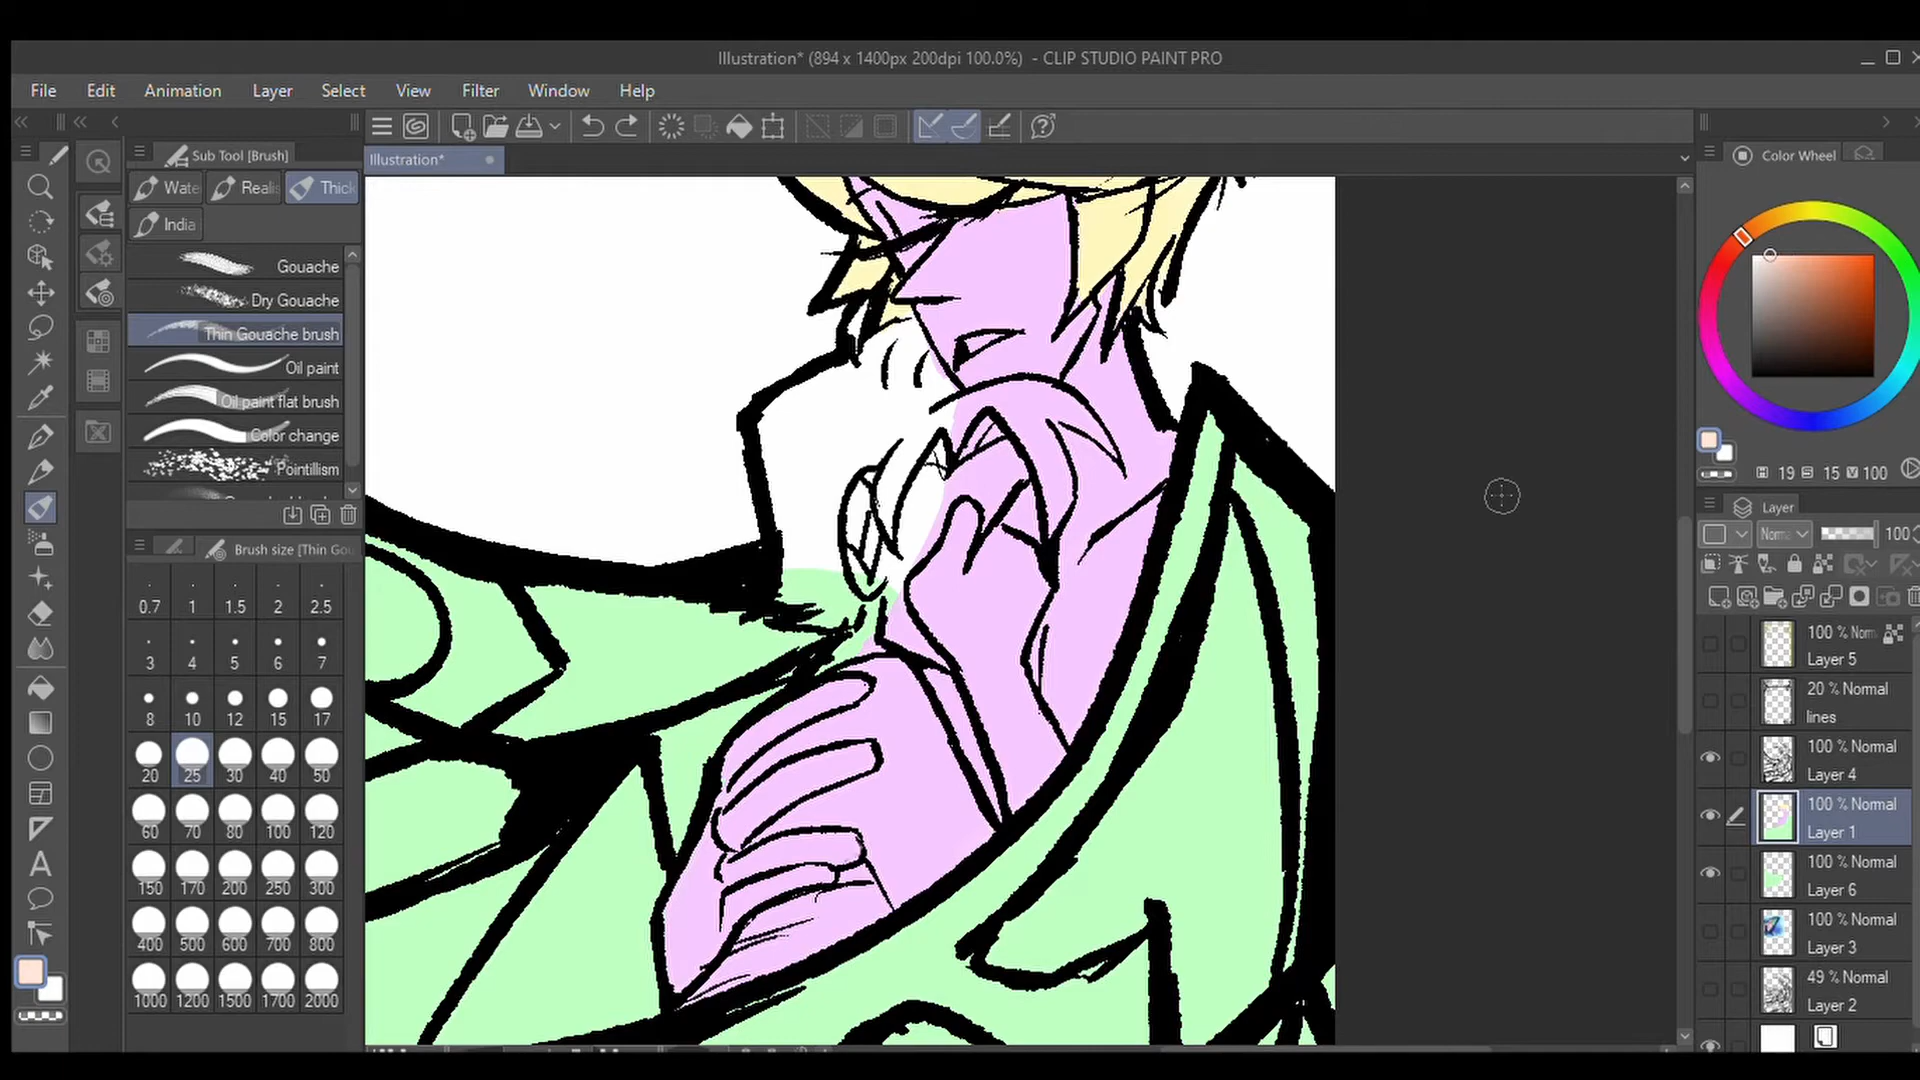 Illustration* (894 x 1400px 200dpi 100.0%) - CLIP STUDIO PAINT PRO
File Edit Animation Layer Select View Filter Window Help
Sub Tool [Brush]
Illustration*
Color Wheel
Wate Realis Thick
India
Gouache
Dry Gouache
Thin Gouache brush
Oil paint
Oil paint flat brush
Color change
Pointillism
H 19 S 15 V 100
Layer
Norma 100
Brush size [Thin Gou
0.7 1 1.5 2 2.5
3 4 5 6 7
8 10 12 15 17
20 25 30 40 50
60 70 80 100 120
150 170 200 250 300
400 500 600 700 800
1000 1200 1500 1700 2000
100 % Norm
Layer 5
20 % Normal
lines
100 % Normal
Layer 4
100 % Normal
Layer 1
100 % Normal
Layer 6
100 % Normal
Layer 3
49 % Normal
Layer 2